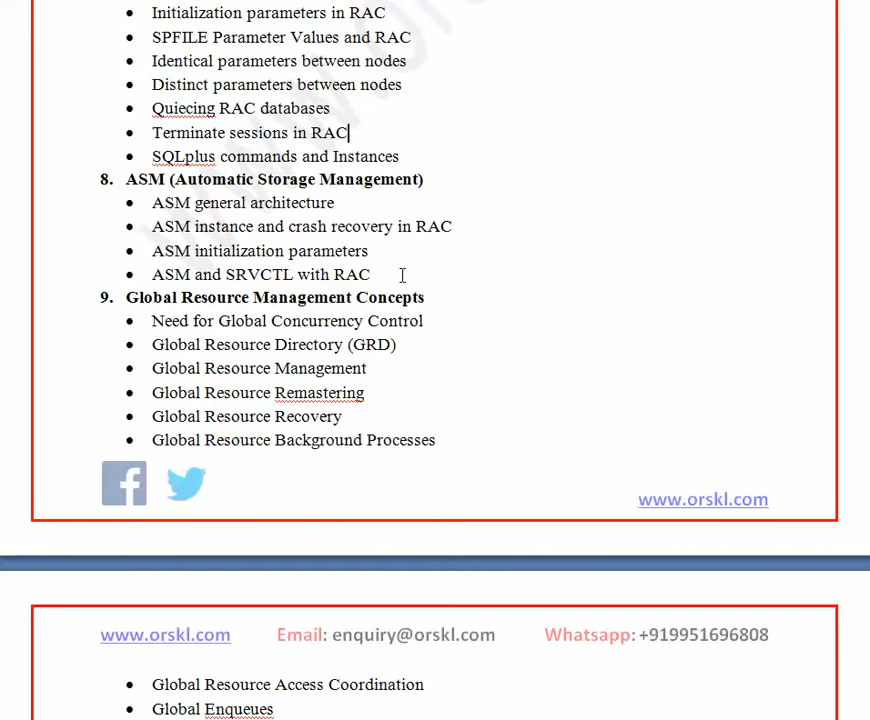 • Initialization parameters in RAC
• SPFILE Parameter Values and RAC
• Identical parameters between nodes
• Distinct parameters between nodes
• Quiecing RAC databases
• Terminate sessions in RAC
• SQLplus commands and Instances
8. ASM (Automatic Storage Management)
• ASM general architecture
• ASM instance and crash recovery in RAC
• ASM initialization parameters
• ASM and SRVCTL with RAC
9. Global Resource Management Concepts
• Need for Global Concurrency Control
• Global Resource Directory (GRD)
• Global Resource Management
• Global Resource Remastering
• Global Resource Recovery
• Global Resource Background Processes
www.orskl.com
www.orskl.com Email: enquiry@orskl.com Whatsapp: +919951696808
• Global Resource Access Coordination
• Global Enqueues